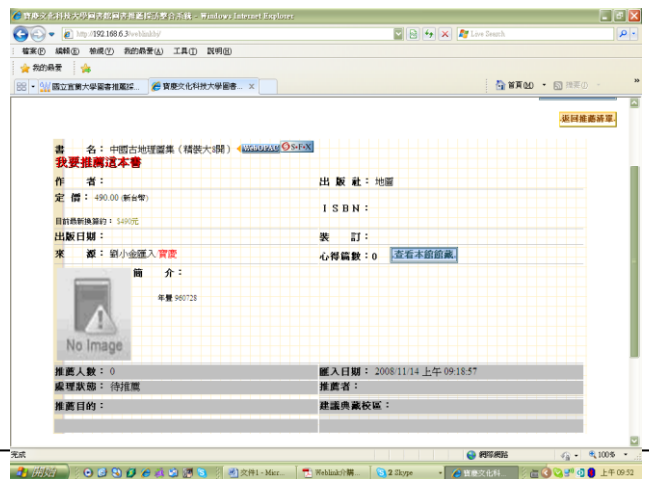 寶慶文化科技大學圖書館圖書推薦採訪整合系統 - Windows Internet Explorer
http://192.168.6.3/weblinkhy/
Live Search
檔案(F) 編輯(E) 檢視(V) 我的最愛(A) 工具(T) 說明(H)
我的最愛
國立宜蘭大學圖書推薦採... 寶慶文化科技大學圖書... x 首頁(M)
返回推薦清單
書 名：中國古地理圖集（精裝大8開） WebOPAC S·F·X
我要推薦這本書
作 者： 出 版 社：地圖
定 價：490.00 (新台幣)
ISBN：
目前最新換算約： $490元
出版日期： 裝 訂：
來 源：劉小金匯入 寶慶 心得篇數：0 查看本館館藏
簡 介：
年豐 960728
No Image
推薦人數：0 匯入日期：2008/11/14 上午 09:18:57
處理狀態：待推薦 推薦者：
推薦目的： 建議典藏校區：
完成 網際網路 100%
開始 文件1 - Micr... Weblink介購... 2 Skype 寶慶文化科... 上午 09:52